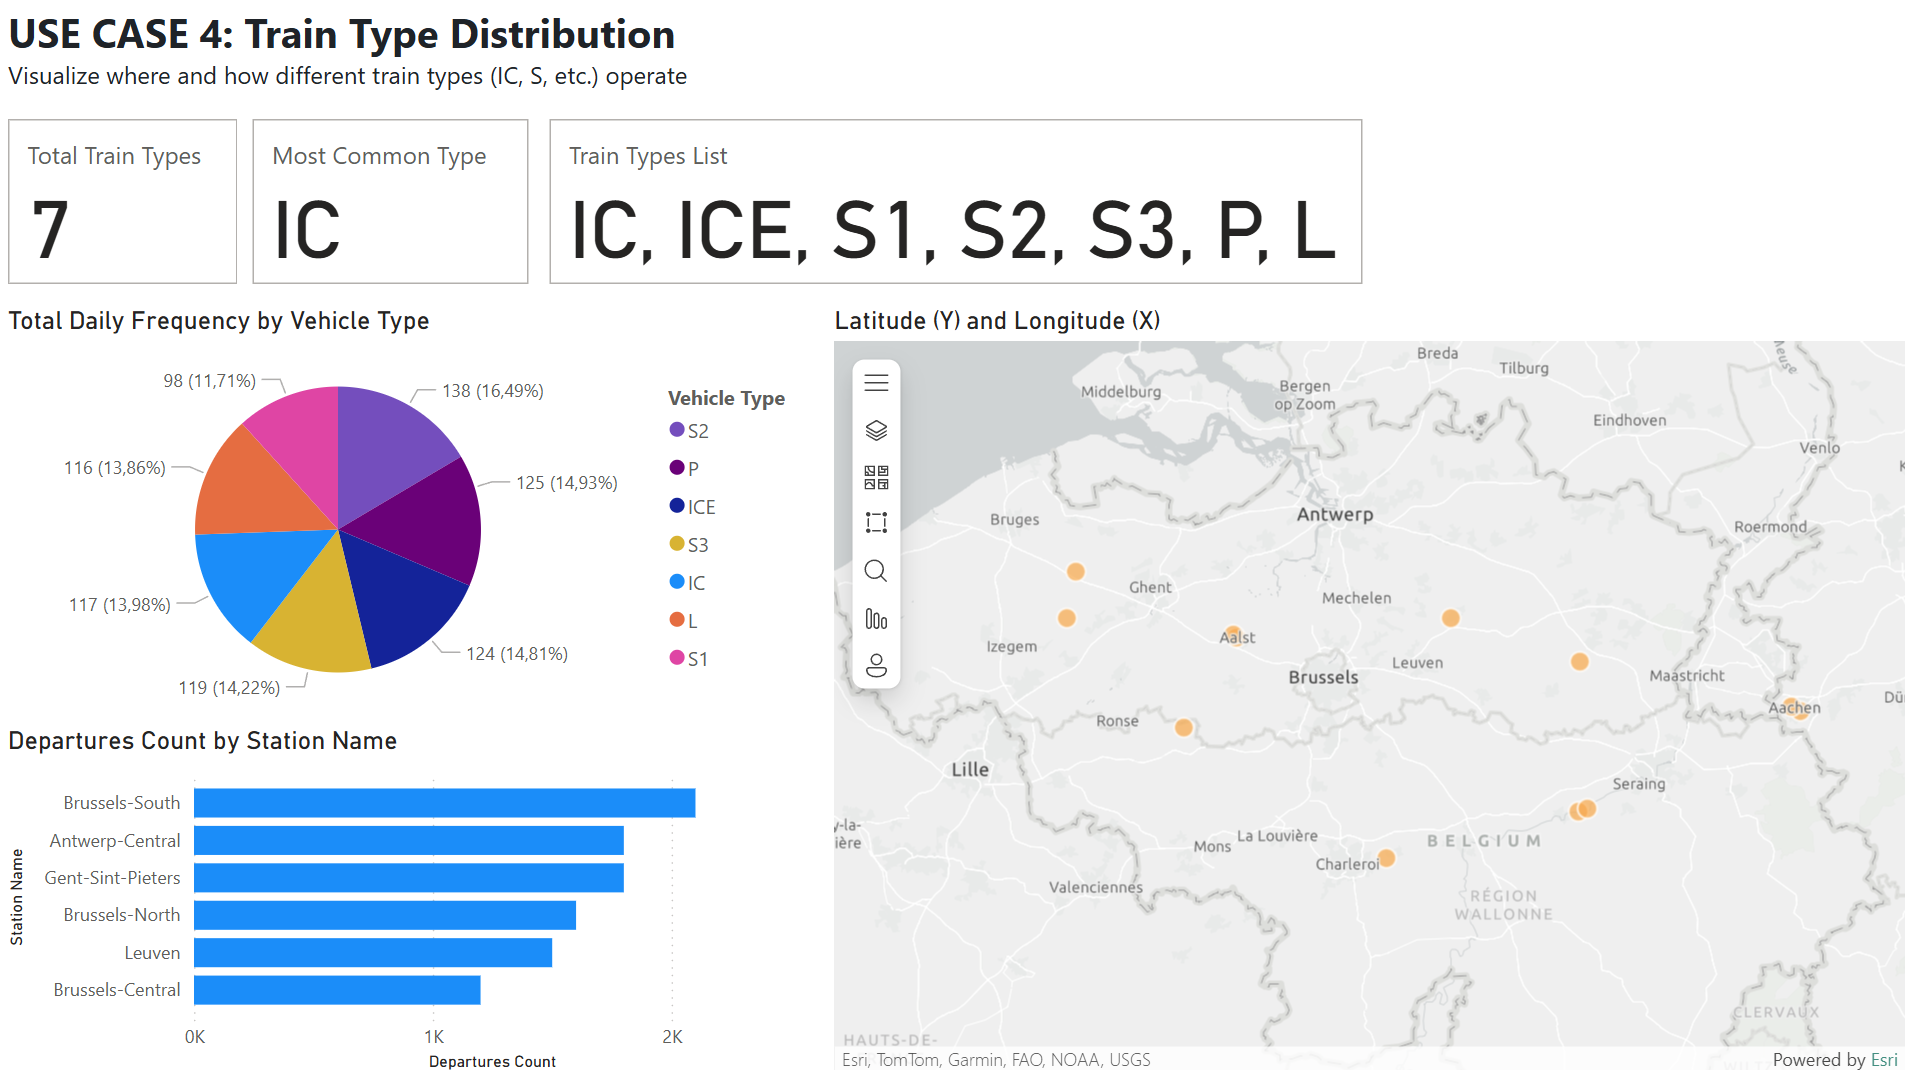 USE CASE 4: Train Type Distribution
Visualize where and how different train types (IC, S, etc.) operate
Total Train Types
7
Most Common Type
IC
Train Types List
IC, ICE, S1, S2, S3, P, L
Total Daily Frequency by Vehicle Type
98 (11,71%)
138 (16,49%)
116 (13,86%)
125 (14,93%)
117 (13,98%)
124 (14,81%)
119 (14,22%)
Vehicle Type
S2
P
ICE
S3
IC
L
S1
Departures Count by Station Name
Station Name
Brussels-South
Antwerp-Central
Gent-Sint-Pieters
Brussels-North
Leuven
Brussels-Central
0K
1K
2K
Departures Count
Latitude (Y) and Longitude (X)
Breda
Tilburg
Middelburg
Bergen
op Zoom
Eindhoven
Venlo
Bruges
Antwerp
Roermond
Ghent
Mechelen
Izegem
Aalst
Leuven
Brussels
Maastricht
Aachen
Ronse
Lille
Seraing
La Louvière
BELGIUM
Mons
Charleroi
Valenciennes
RÉGION
WALLONNE
CLERVAUX
HAUTS-DE-
Esri, TomTom, Garmin, FAO, NOAA, USGS
Powered by Esri